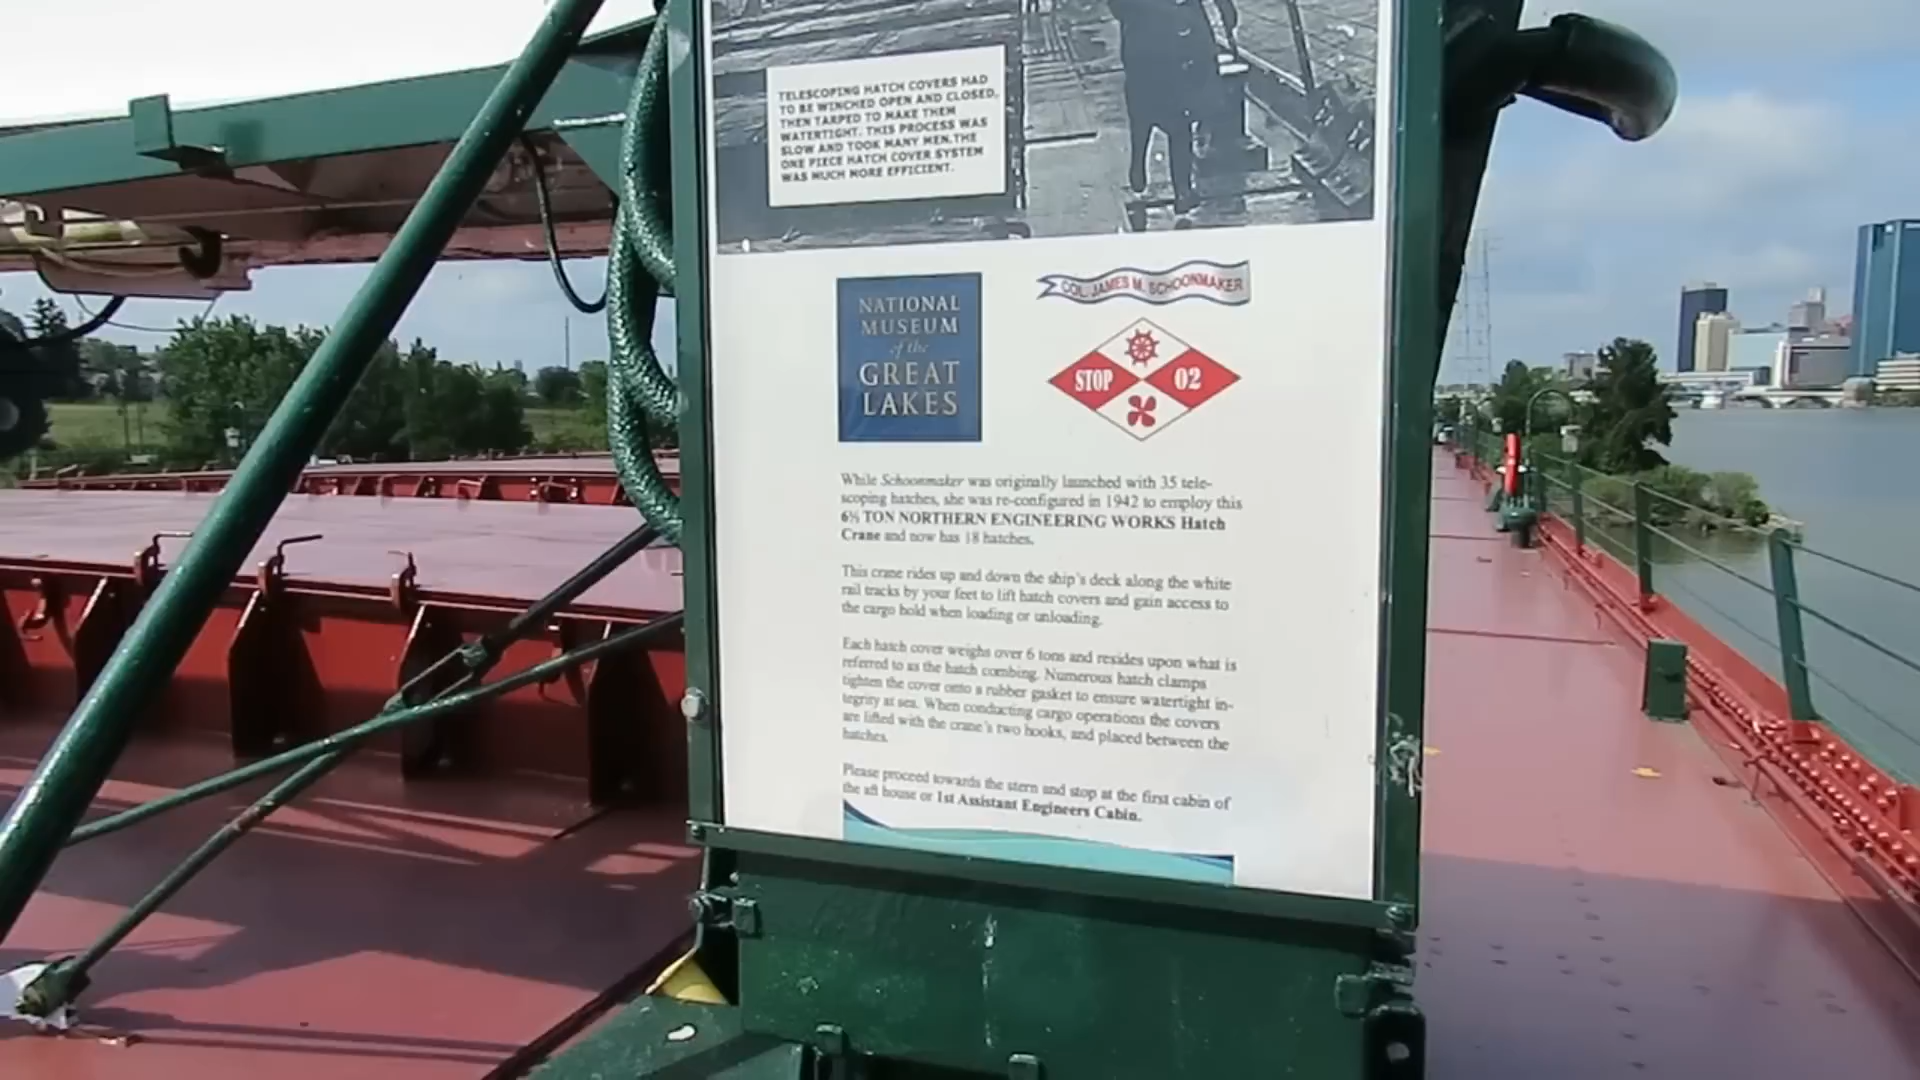 TELESCOPING HATCH COVERS HAD
TO BE WINCHED OPEN AND CLOSED,
THEN TARPED TO MAKE THEM
WATERTIGHT. THIS PROCESS WAS
SLOW AND TOOK MANY MEN.THE
ONE PIECE HATCH COVER SYSTEM
WAS MUCH MORE EFFICIENT.
NATIONAL
MUSEUM
of the
GREAT
LAKES
COL. JAMES M. SCHOONMAKER
STOP 02
While Schoonmaker was originally launched with 35 tele-
scoping hatches, she was re-configured in 1942 to employ this
6½ TON NORTHERN ENGINEERING WORKS Hatch
Crane and now has 18 hatches.
This crane rides up and down the ship's deck along the white
rail tracks by your feet to lift hatch covers and gain access to
the cargo hold when loading or unloading.
Each hatch cover weighs over 6 tons and resides upon what is
referred to as the hatch combing. Numerous hatch clamps
tighten the cover onto a rubber gasket to ensure watertight in-
tegrity at sea. When conducting cargo operations the covers
are lifted with the crane's two hooks, and placed between the
hatches.
Please proceed towards the stern and stop at the first cabin of
the aft house or 1st Assistant Engineers Cabin.